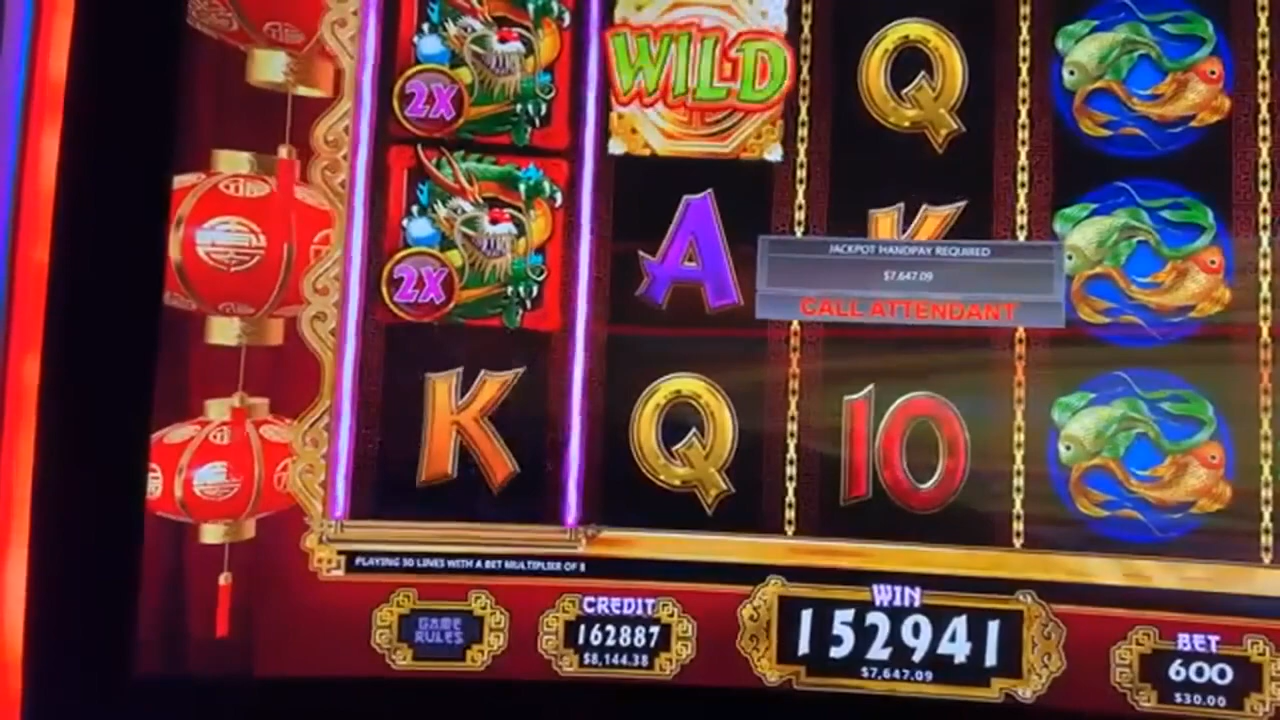 2X
WILD
Q
2X
A
K
JACKPOT HANDPAY REQUIRED
$7,647.09
CALL ATTENDANT
K
Q
10
PLAYING 50 LINES WITH A BET MULTIPLIER OF 8
GAME
RULES
CREDIT
162887
$8,144.38
WIN
152941
$7,647.09
BET
600
$30.00